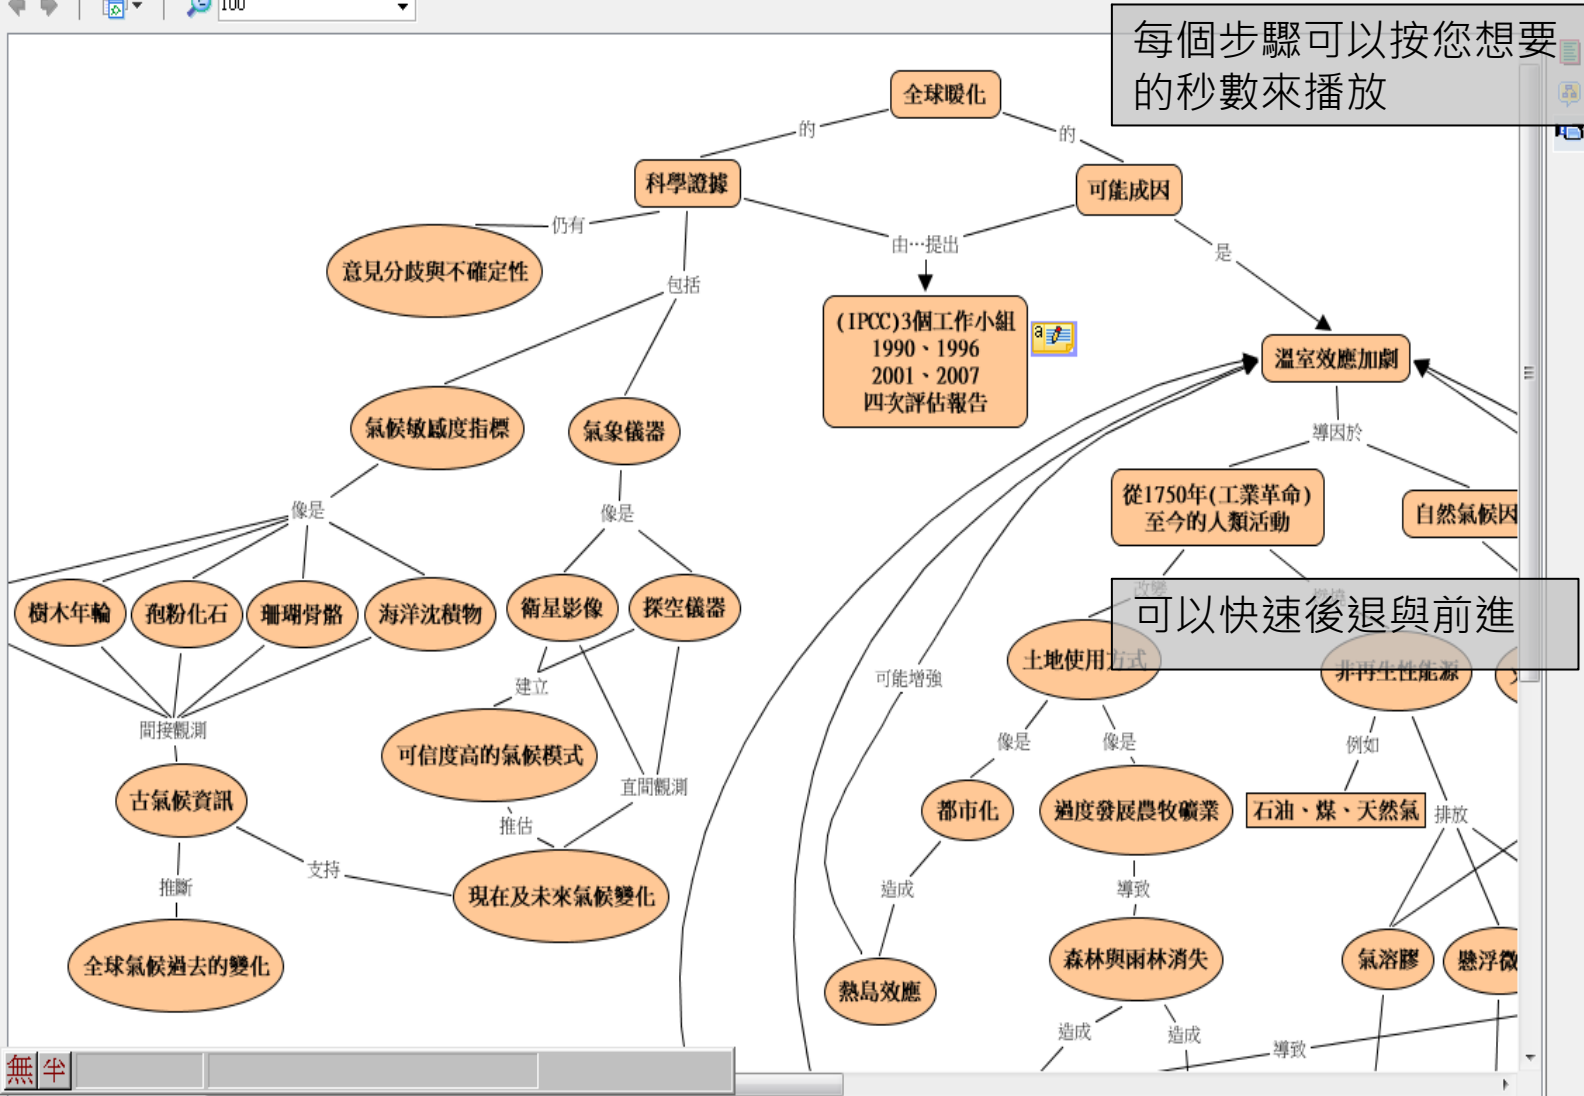 100
每個步驟可以按您想要
的秒數來播放
全球暖化
的
的
科學證據
可能成因
仍有
由…提出
是
意見分歧與不確定性
包括
(IPCC)3個工作小組
1990、1996
2001、2007
四次評估報告
a
溫室效應加劇
氣候敏感度指標
氣象儀器
導因於
從1750年(工業革命)
至今的人類活動
自然氣候因
像是
像是
樹木年輪
孢粉化石
珊瑚骨骼
海洋沈積物
衛星影像
探空儀器
改變
燃燒
可以快速後退與前進
土地使用方式
非再生性能源
可能增強
建立
間接觀測
像是
像是
例如
可信度高的氣候模式
直間觀測
古氣候資訊
都市化
過度發展農牧礦業
石油、煤、天然氣
排放
推估
支持
推斷
現在及未來氣候變化
造成
導致
全球氣候過去的變化
熱島效應
森林與雨林消失
氣溶膠
懸浮微
造成
造成
導致
無
半